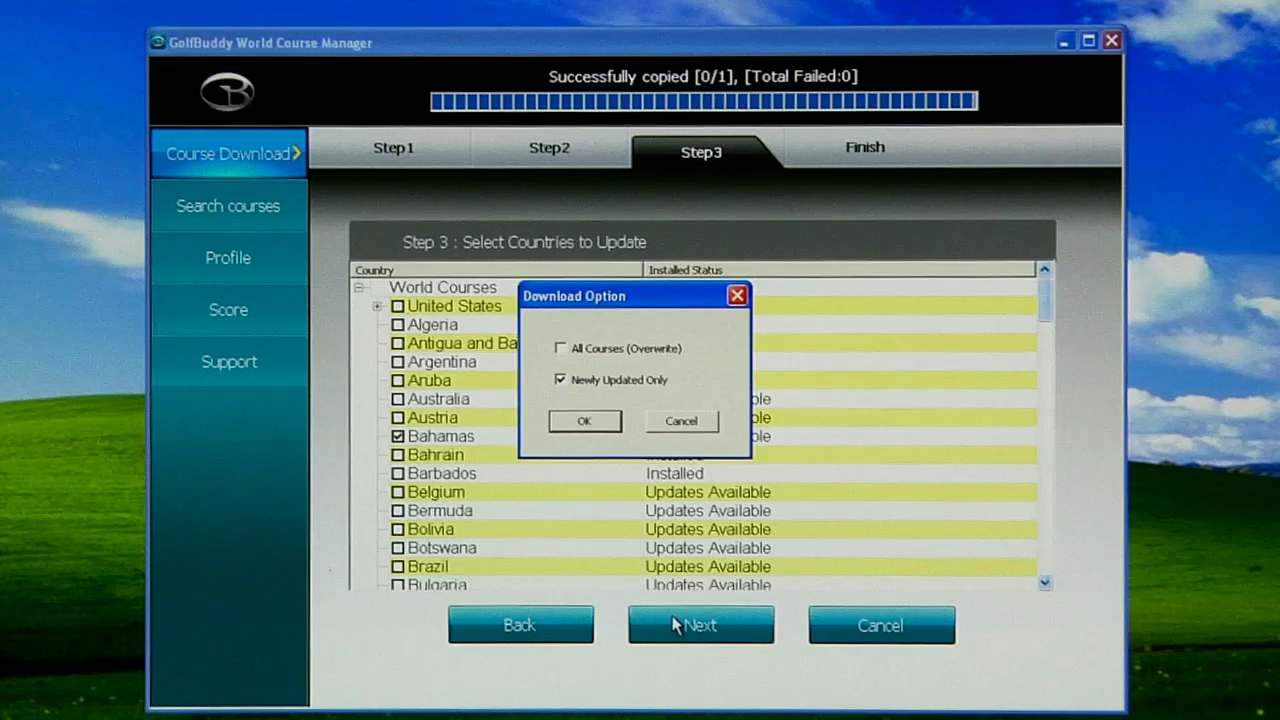 GolfBuddy World Course Manager
Successfully copied [0/1], [Total Failed:0]
Course Download
Step1
Step2
Step3
Finish
Search courses
Profile
Score
Support
Step 3 : Select Countries to Update
Country
Installed Status
World Courses
United States
Algeria
Antigua and Ba
Argentina
Aruba
Australia
ble
Austria
ble
Bahamas
ble
Bahrain
Barbados
Installed
Belgium
Updates Available
Bermuda
Updates Available
Bolivia
Updates Available
Botswana
Updates Available
Brazil
Updates Available
Bulgaria
Updates Available
Download Option
All Courses (Overwrite)
Newly Updated Only
OK
Cancel
Back
Next
Cancel